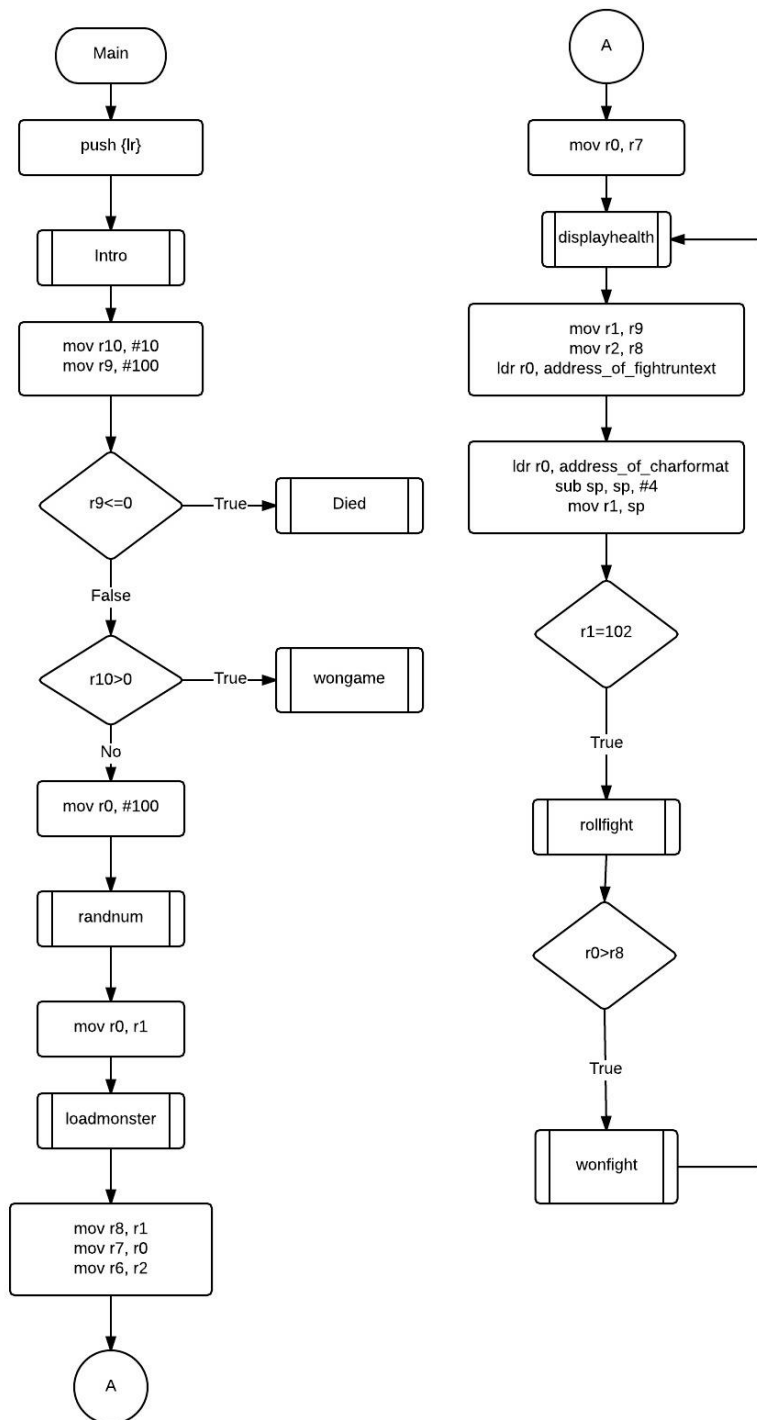 Main
push {lr}
Intro
mov r10, #10
mov r9, #100
r9<=0
True
Died
False
r10>0
True
wongame
No
mov r0, #100
randnum
mov r0, r1
loadmonster
mov r8, r1
mov r7, r0
mov r6, r2
A
A
mov r0, r7
displayhealth
mov r1, r9
mov r2, r8
ldr r0, address_of_fightruntext
ldr r0, address_of_charformat
sub sp, sp, #4
mov r1, sp
r1=102
True
rollfight
r0>r8
True
wonfight